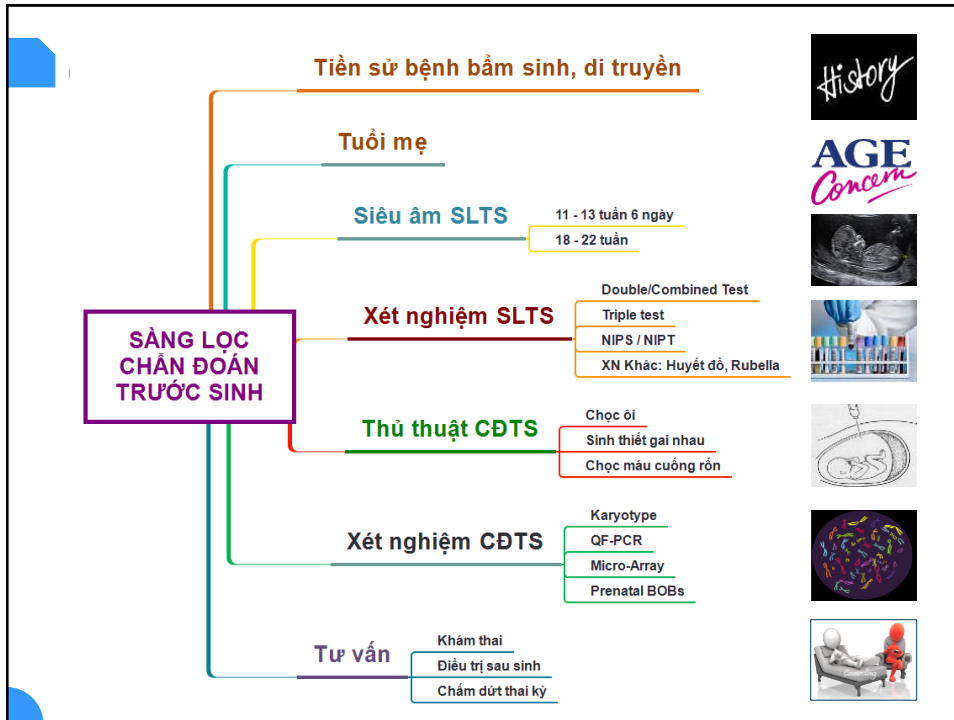 Tiền sử bệnh bẩm sinh, di truyền
History
Tuổi mẹ
AGE
Concern
Siêu âm SLTS
11 - 13 tuần 6 ngày
18 - 22 tuần
SÀNG LỌC
CHẨN ĐOÁN
TRƯỚC SINH
Xét nghiệm SLTS
Double/Combined Test
Triple test
NIPS / NIPT
XN Khác: Huyết đồ, Rubella
Thủ thuật CĐTS
Chọc ôi
Sinh thiết gai nhau
Chọc máu cuống rốn
Xét nghiệm CĐTS
Karyotype
QF-PCR
Micro-Array
Prenatal BOBs
Tư vấn
Khám thai
Điều trị sau sinh
Chấm dứt thai kỳ